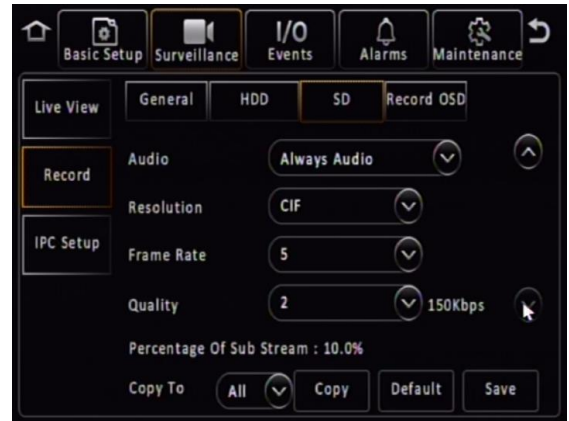 Basic Setup
Surveillance
I/O
Events
Alarms
Maintenance
Live View
Record
IPC Setup
General
HDD
SD
Record OSD
Audio
Always Audio
Resolution
CIF
Frame Rate
5
Quality
2
150Kbps
Percentage Of Sub Stream : 10.0%
Copy To
All
Copy
Default
Save